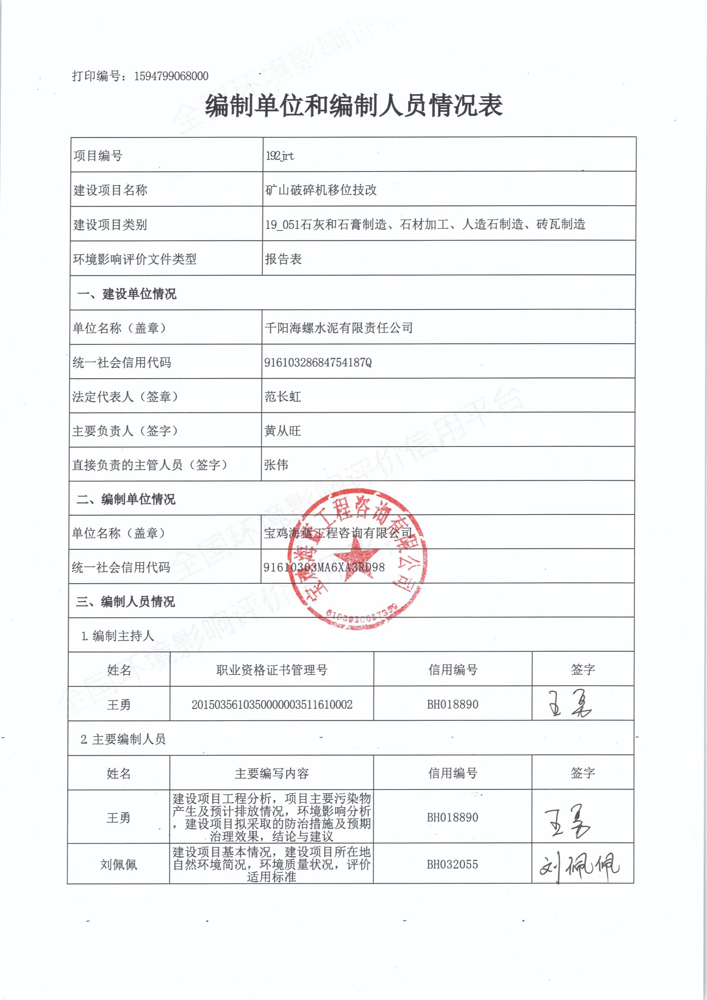 打印编号：1594799068000
编制单位和编制人员情况表
项目编号 192jrt
建设项目名称 矿山破碎机移位技改
建设项目类别 19_051石灰和石膏制造、石材加工、人造石制造、砖瓦制造
环境影响评价文件类型 报告表
一、建设单位情况
单位名称（盖章） 千阳海螺水泥有限责任公司
统一社会信用代码 91610328684754187Q
法定代表人（签章） 范长虹
主要负责人（签字） 黄从旺
直接负责的主管人员（签字） 张伟
二、编制单位情况
单位名称（盖章） 宝鸡海蓝工程咨询有限公司
统一社会信用代码 91610303MA6XA3RD98
宝鸡海蓝工程咨询有限公司
三、编制人员情况
1.编制主持人
姓名 职业资格证书管理号 信用编号 签字
王勇 2015035610350000003511610002 BH018890 王勇
2 主要编制人员
姓名 主要编写内容 信用编号 签字
王勇 建设项目工程分析，项目主要污染物
产生及预计排放情况，环境影响分析
，建设项目拟采取的防治措施及预期
治理效果，结论与建议 BH018890 王勇
刘佩佩 建设项目基本情况，建设项目所在地
自然环境简况，环境质量状况，评价
适用标准 BH032055 刘佩佩
全国环境影响评价信用平台